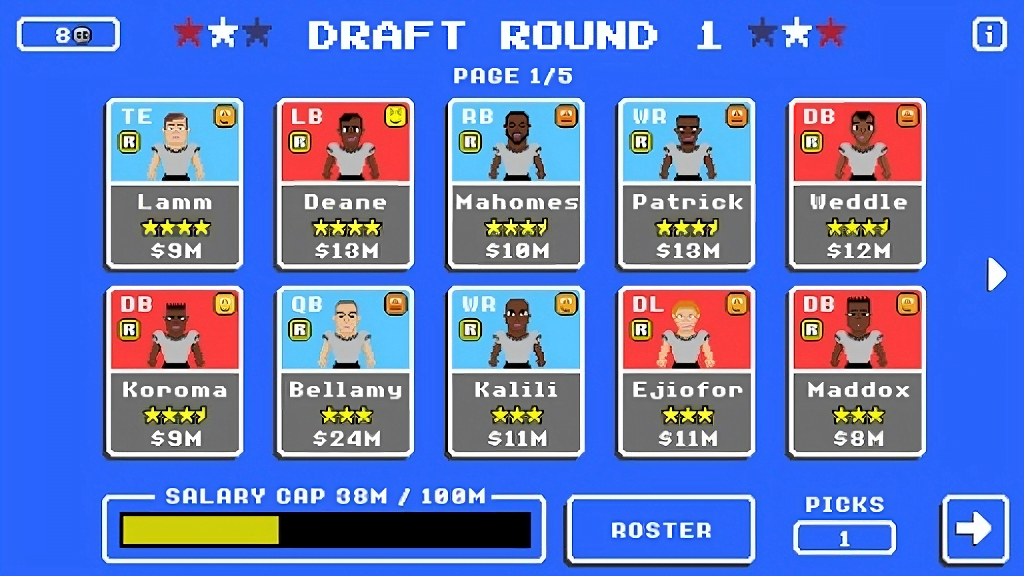 8
DRAFT ROUND 1
i
PAGE 1/5
TE
R
Lamm
$9M
LB
R
Deane
$13M
RB
R
Mahomes
$10M
WR
R
Patrick
$13M
DB
R
Weddle
$12M
DB
R
Koroma
$9M
QB
R
Bellamy
$24M
WR
R
Kalili
$11M
DL
R
Ejiofor
$11M
DB
R
Maddox
$8M
SALARY CAP 38M / 100M
ROSTER
PICKS
1